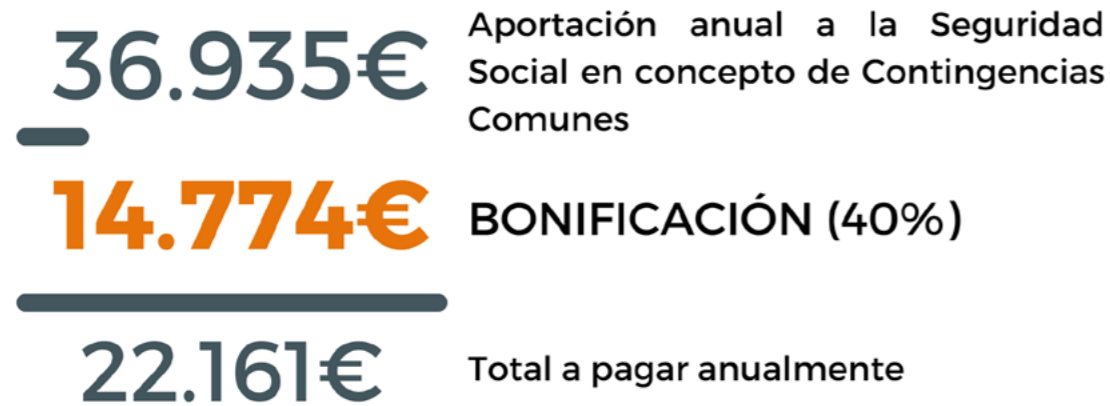 36.935€
Aportación anual a la Seguridad
Social en concepto de Contingencias
Comunes
14.774€
BONIFICACIÓN (40%)
22.161€
Total a pagar anualmente